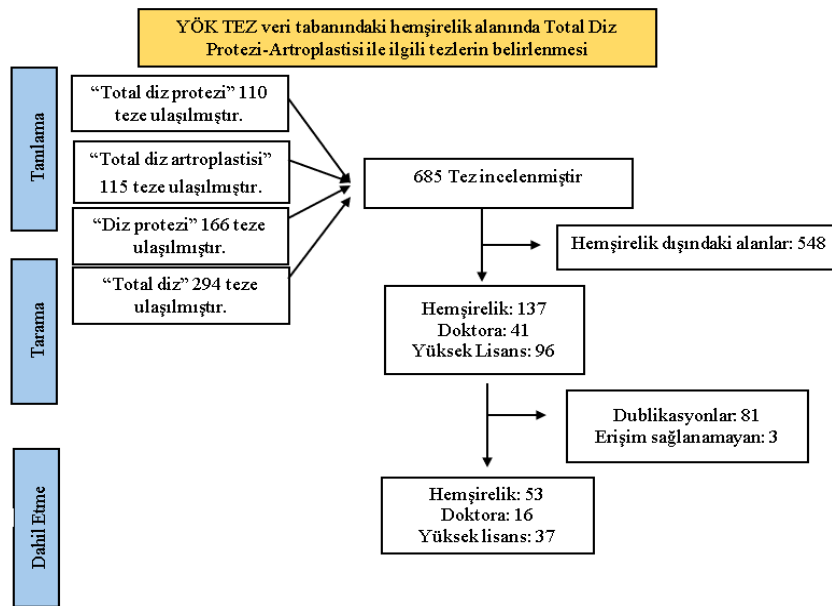 YÖK TEZ veri tabanındaki hemşirelik alanında Total Diz
Protezi-Artroplastisi ile ilgili tezlerin belirlenmesi
Tanılama
“Total diz protezi” 110
teze ulaşılmıştır.
“Total diz artroplastisi”
115 teze ulaşılmıştır.
“Diz protezi” 166 teze
ulaşılmıştır.
“Total diz” 294 teze
ulaşılmıştır.
685 Tez incelenmiştir
Hemşirelik dışındaki alanlar: 548
Tarama
Hemşirelik: 137
Doktora: 41
Yüksek Lisans: 96
Dublikasyonlar: 81
Erişim sağlanamayan: 3
Dahil Etme
Hemşirelik: 53
Doktora: 16
Yüksek lisans: 37